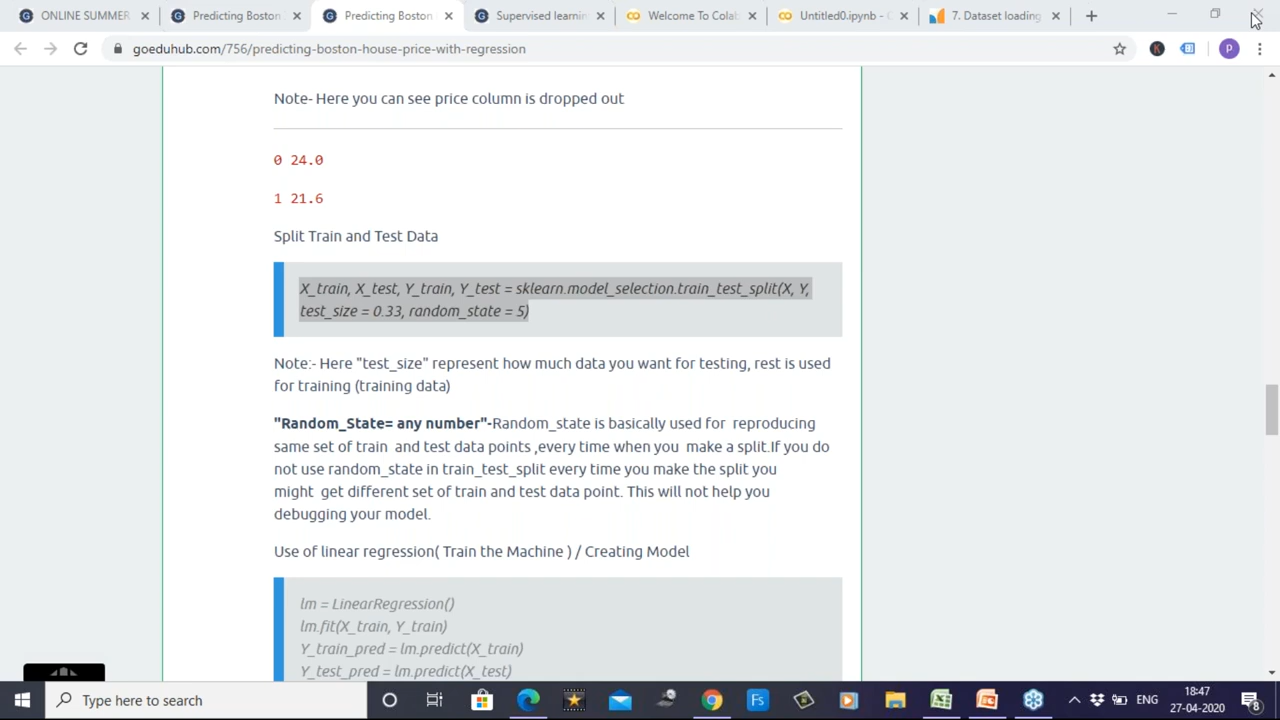 ONLINE SUMMER
Predicting Boston
Predicting Boston
Supervised learnin
Welcome To Colab
Untitled0.ipynb - C
7. Dataset loading
goeduhub.com/756/predicting-boston-house-price-with-regression
Note- Here you can see price column is dropped out
0 24.0
1 21.6
Split Train and Test Data
X_train, X_test, Y_train, Y_test = sklearn.model_selection.train_test_split(X, Y,
test_size = 0.33, random_state = 5)
Note:- Here "test_size" represent how much data you want for testing, rest is used
for training (training data)
"Random_State= any number"-Random_state is basically used for reproducing
same set of train and test data points ,every time when you make a split.If you do
not use random_state in train_test_split every time you make the split you
might get different set of train and test data point. This will not help you
debugging your model.
Use of linear regression( Train the Machine ) / Creating Model
lm = LinearRegression()
lm.fit(X_train, Y_train)
Y_train_pred = lm.predict(X_train)
Y_test_pred = lm.predict(X_test)
Type here to search
ENG
18:47
27-04-2020
8